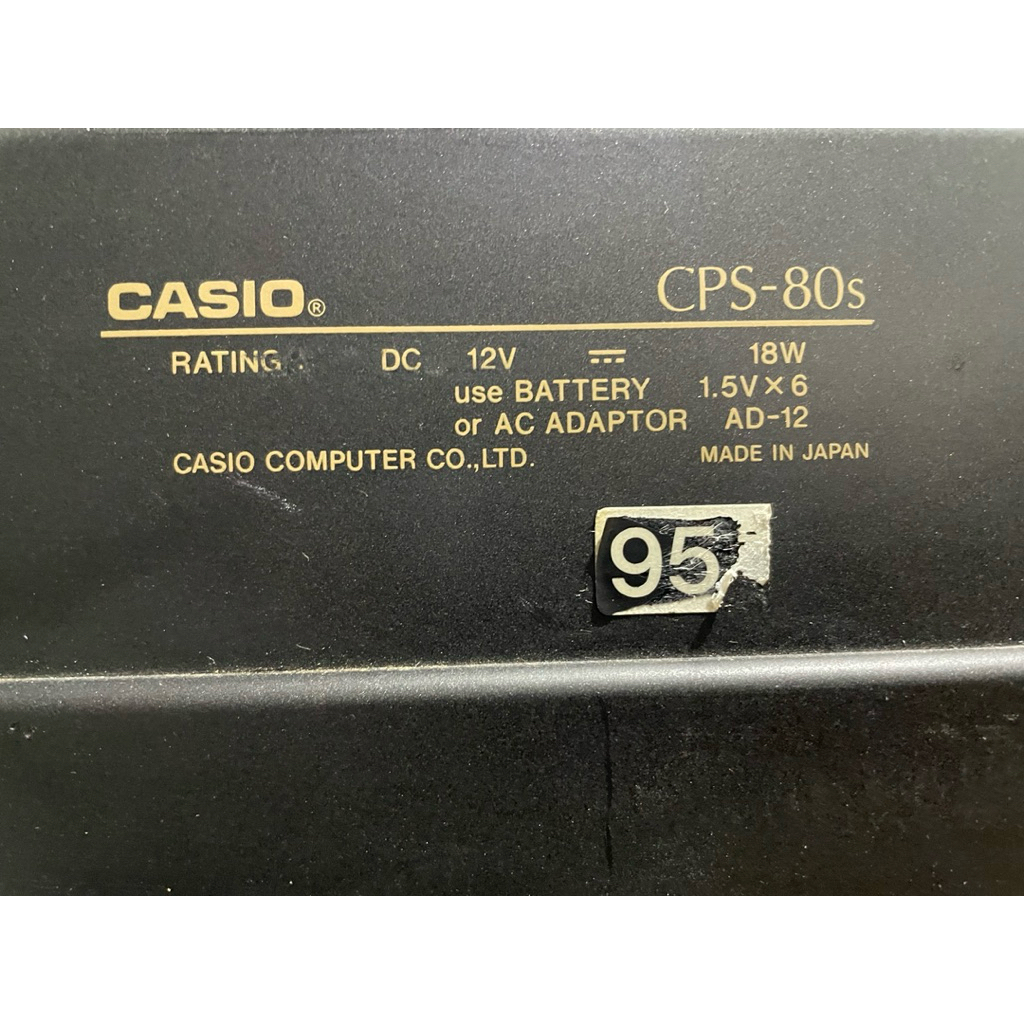 CASIO® CPS-80s
RATING : DC 12V ⎓ 18W
use BATTERY 1.5V×6
or AC ADAPTOR AD-12
CASIO COMPUTER CO.,LTD. MADE IN JAPAN
95